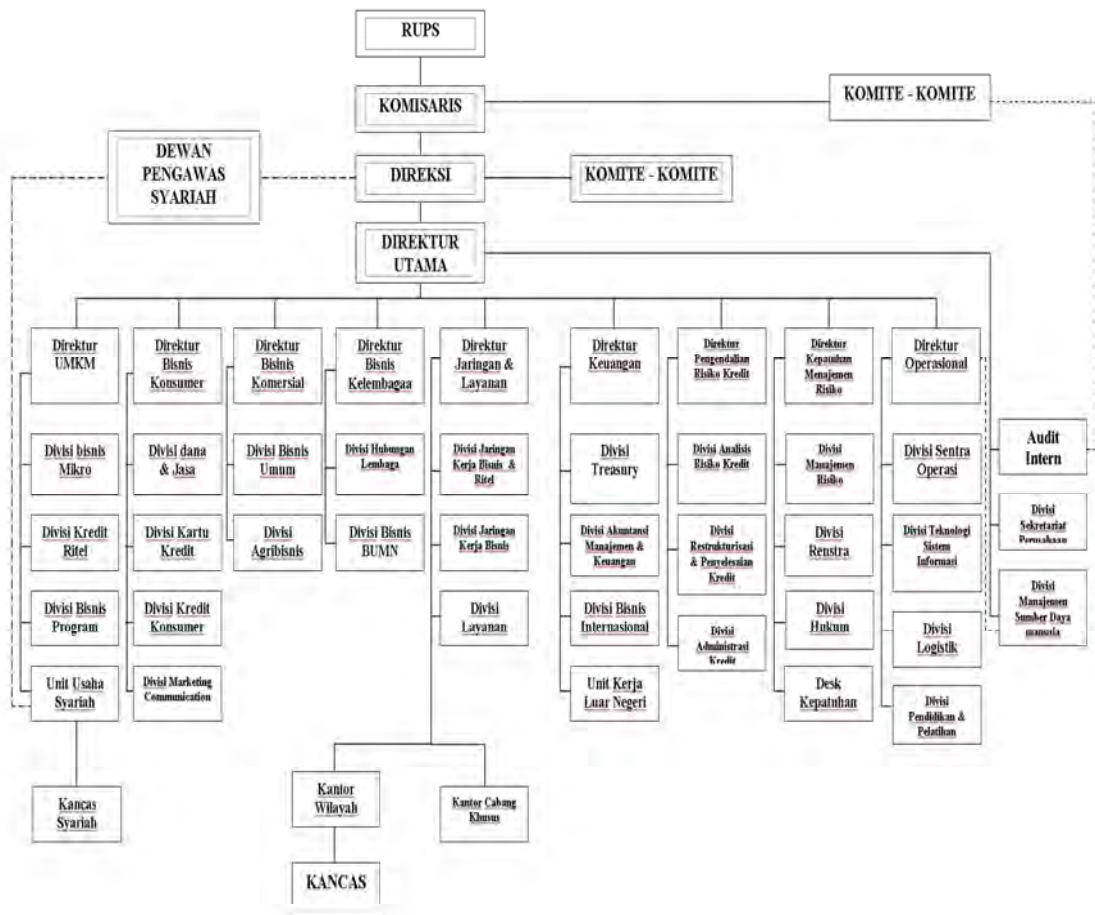 RUPS
KOMISARIS
KOMITE - KOMITE
DEWAN
PENGAWAS
SYARIAH
DIREKSI
KOMITE - KOMITE
DIREKTUR
UTAMA
Direktur
UMKM
Direktur
Bisnis
Konsumer
Direktur
Bisinis
Komersial
Direktur
Bisnis
Kelembagaa
Direktur
Jaringan &
Layanan
Direktur
Keuangan
Direktur
Pengendalian
Risiko Kredit
Direktur
Kepatuhan
Menajemen
Risiko
Direktur
Operasional
Divisi bisnis
Mikro
Divisi dana
& Jasa
Divisi Bisnis
Umum
Divisi Hubungan
Lembaga
Divisi Jaringan
Kerja Bisnis & 
Ritel
Divisi
Treasury
Divisi Analisis
Risiko Kredit
Divisi
Manajemen
Risiko
Divisi Sentra
Operasi
Audit
Intern
Divisi Kredit
Ritel
Divisi Kartu
Kredit
Divisi
Agribisnis
Divisi Bisnis
BUMN
Divisi Jaringan
Kerja Bisnis
Divisi Akuntansi
Manajemen &
Keuangan
Divisi
Restrukturisasi
& Penyelesaian
Kredit
Divisi
Renstra
Divisi Teknologi
Sistem
Informasi
Divisi
Sekretariat
Perusahaan
Divisi Bisnis
Program
Divisi Kredit
Konsumer
Divisi
Layanan
Divisi Bisnis
Internasional
Divisi
Administrasi
Kredit
Divisi
Hukum
Divisi
Logistik
Divisi
Manajemen
Sumber Daya
manusia
Unit Usaha
Syariah
Divisi Marketing
Communication
Unit Kerja
Luar Negeri
Desk
Kepatuhan
Divisi
Pendidikan &
Pelatihan
Kancas
Syariah
Kantor
Wilayah
Kantor Cabang
Khusus
KANCAS